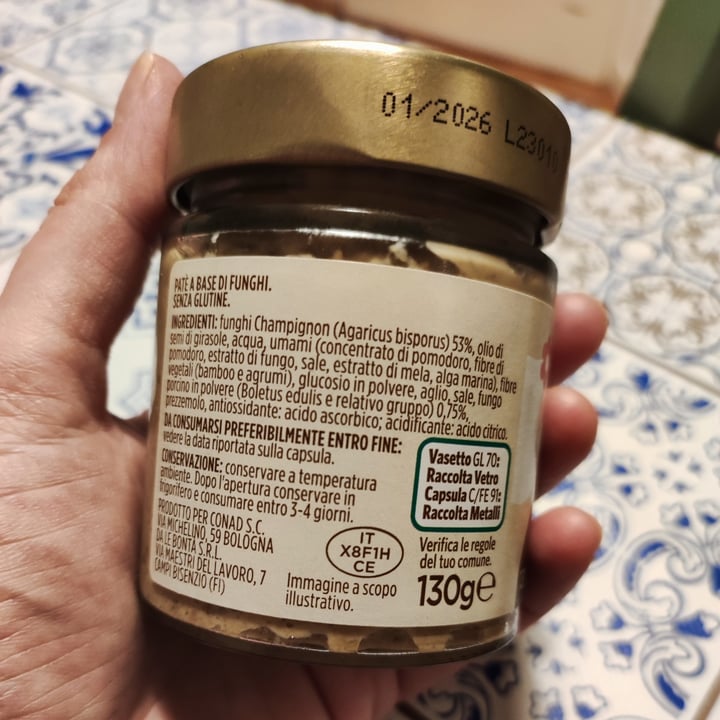 01/2026 L23010
PATÈ A BASE DI FUNGHI.
SENZA GLUTINE.
INGREDIENTI: funghi Champignon (Agaricus bisporus) 53%, olio di
semi di girasole, acqua, umami (concentrato di pomodoro, fibre di
pomodoro, estratto di fungo, sale, estratto di mela, alga marina), fibre
vegetali (bamboo e agrumi), glucosio in polvere, aglio, sale, fungo
porcino in polvere (Boletus edulis e relativo gruppo) 0,75%,
prezzemolo, antiossidante: acido ascorbico; acidificante: acido citrico.
DA CONSUMARSI PREFERIBILMENTE ENTRO FINE:
vedere la data riportata sulla capsula.
CONSERVAZIONE: conservare a temperatura
ambiente. Dopo l'apertura conservare in
frigorifero e consumare entro 3-4 giorni.
PRODOTTO PER CONAD S.C.
VIA MICHELINO, 59 BOLOGNA
DA LE BONTÀ S.R.L.
VIA MAESTRI DEL LAVORO, 7
CAMPI BISENZIO (FI)
IT
X8F1H
CE
Immagine a scopo
illustrativo.
Vasetto GL 70:
Raccolta Vetro
Capsula C/FE 91:
Raccolta Metalli
Verifica le regole
del tuo comune.
130g e